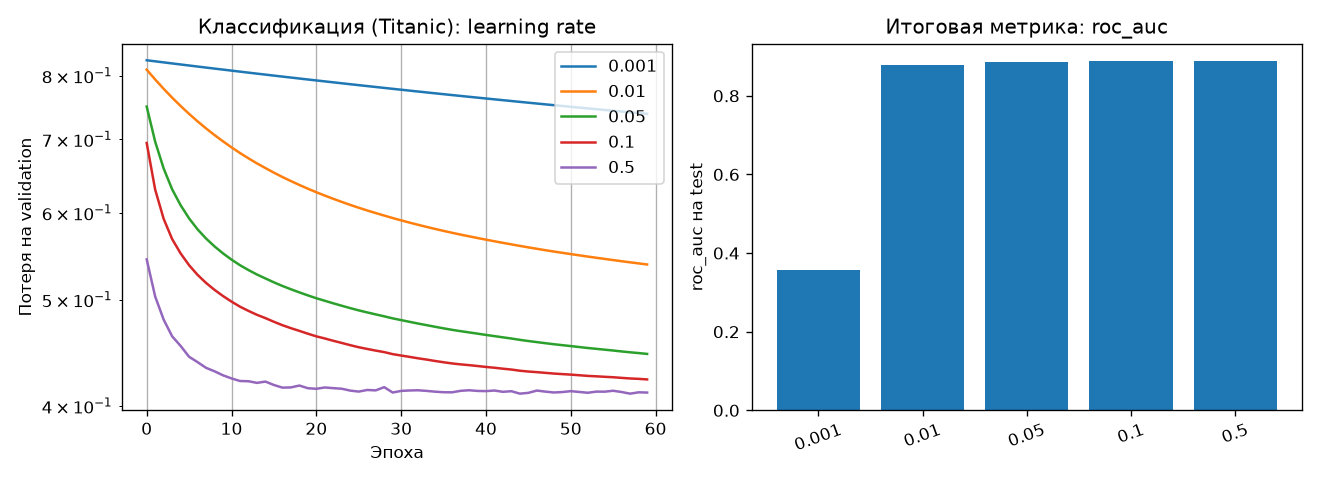 Классификация (Titanic): learning rate
Потеря на validation
8 × 10⁻¹
7 × 10⁻¹
6 × 10⁻¹
5 × 10⁻¹
4 × 10⁻¹
0 10 20 30 40 50 60
Эпоха
0.001
0.01
0.05
0.1
0.5
Итоговая метрика: roc_auc
roc_auc на test
0.8
0.6
0.4
0.2
0.0
0.001 0.01 0.05 0.1 0.5